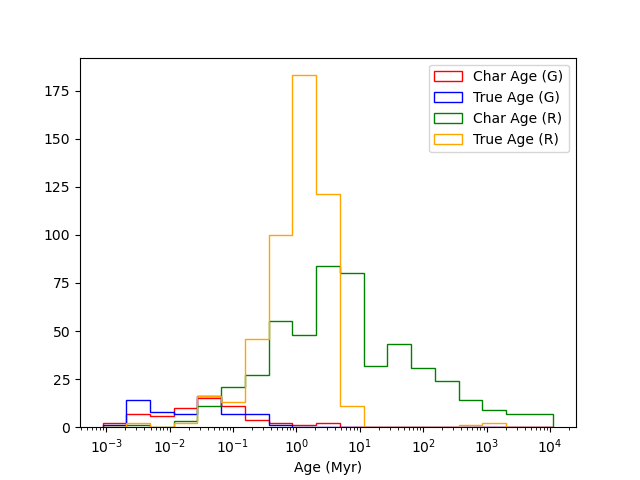 Char Age (G)
True Age (G)
Char Age (R)
True Age (R)
175
150
125
100
75
50
25
0
10⁻³ 10⁻² 10⁻¹ 10⁰ 10¹ 10² 10³ 10⁴
Age (Myr)